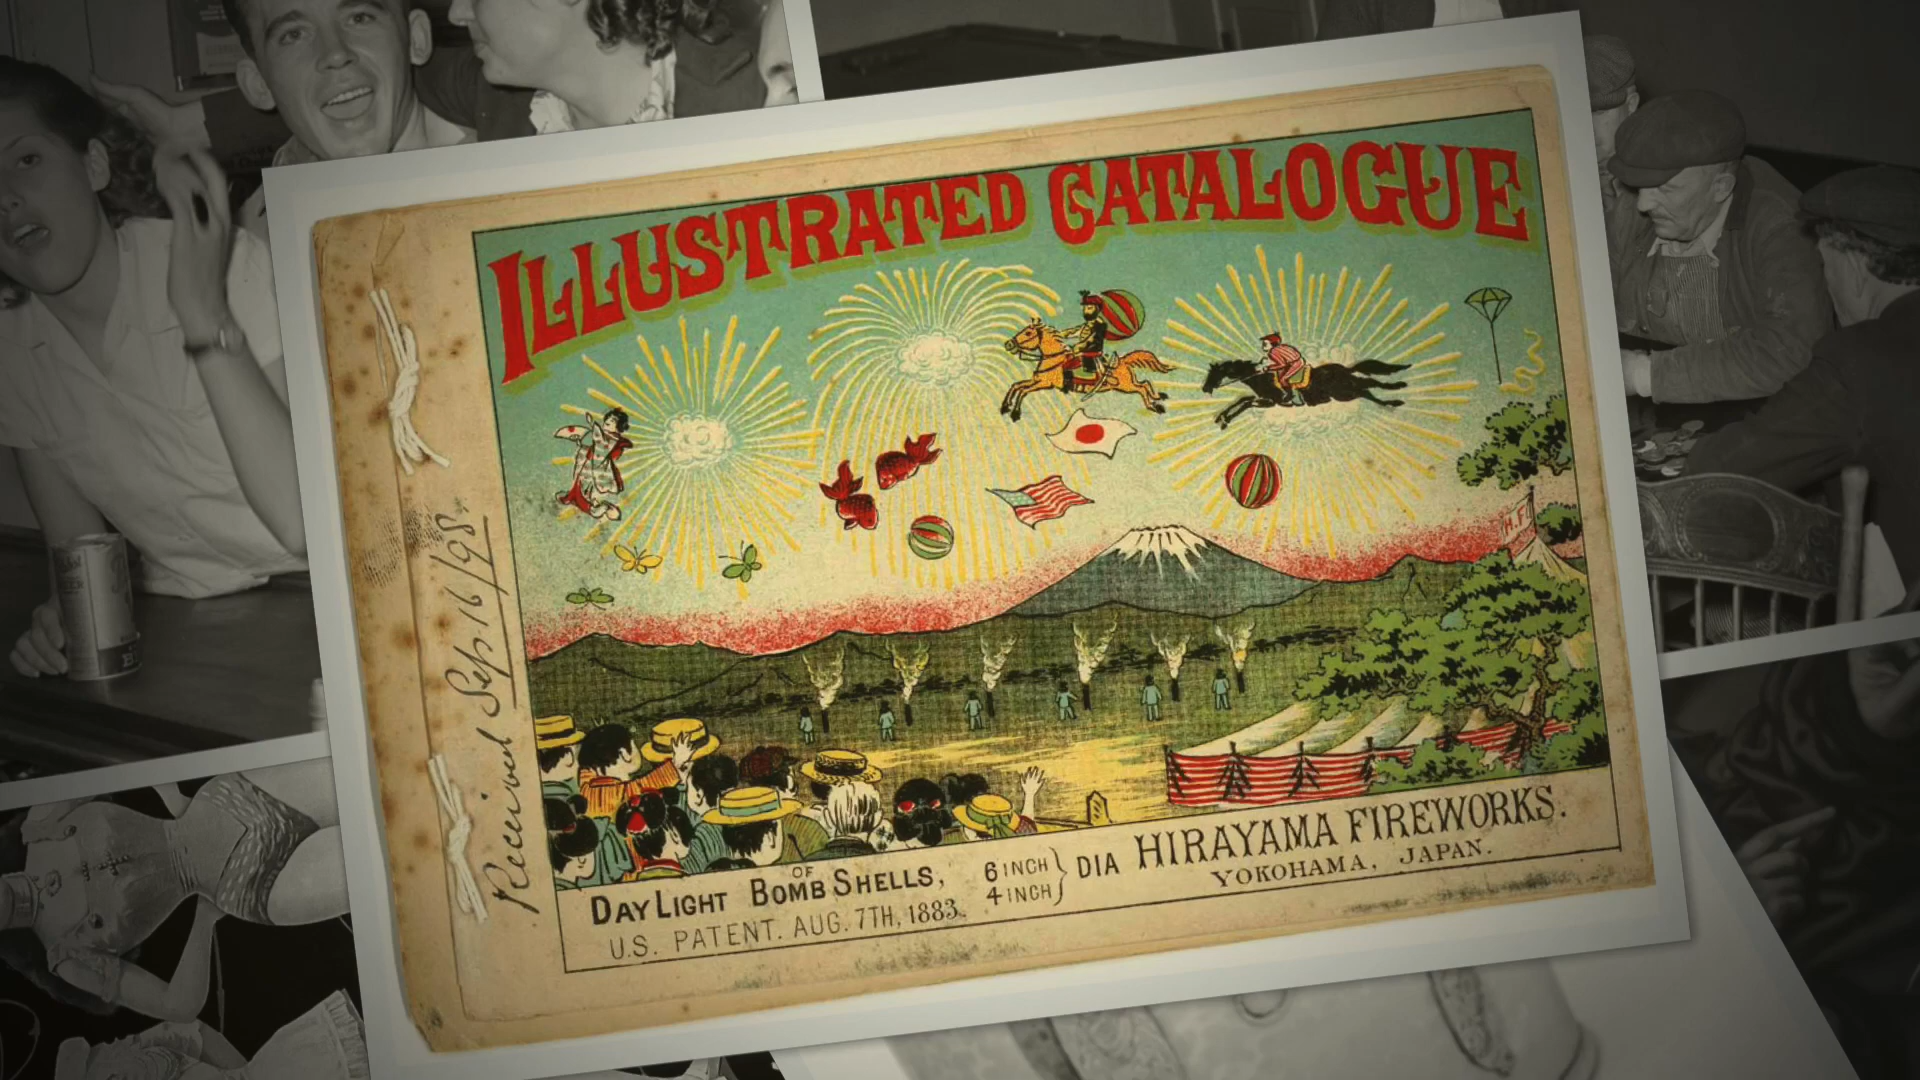 ILLUSTRATED CATALOGUE
H.F.
Received Sep 16/98.
DAY LIGHT OF BOMB SHELLS, 6 INCH 4 INCH } DIA HIRAYAMA FIREWORKS.
U.S. PATENT. AUG. 7TH, 1883. YOKOHAMA, JAPAN.